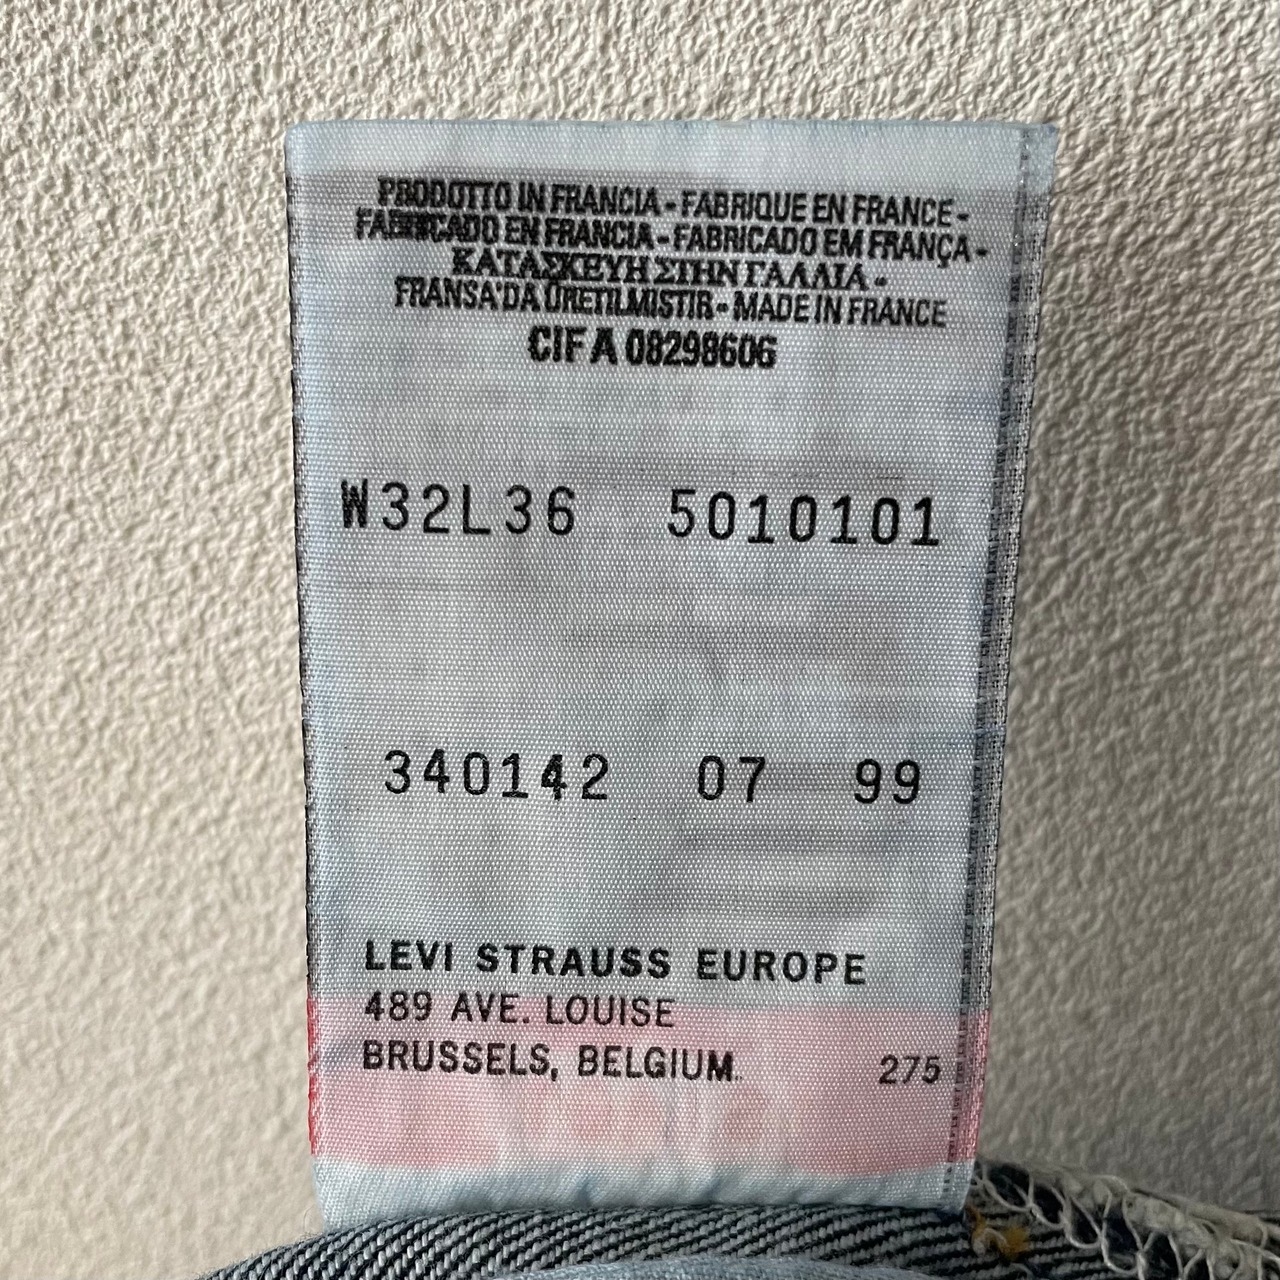 PRODOTTO IN FRANCIA - FABRIQUE EN FRANCE -
FABRICADO EN FRANCIA - FABRICADO EM FRANÇA -
ΚΑΤΑΣΚΕΥΗ ΣΤΗΝ ΓΑΛΛΙΑ -
FRANSA'DA ÜRETILMISTIR - MADE IN FRANCE
CIF A 08298606
W32L36 5010101
340142 07 99
LEVI STRAUSS EUROPE
489 AVE. LOUISE
BRUSSELS, BELGIUM. 275